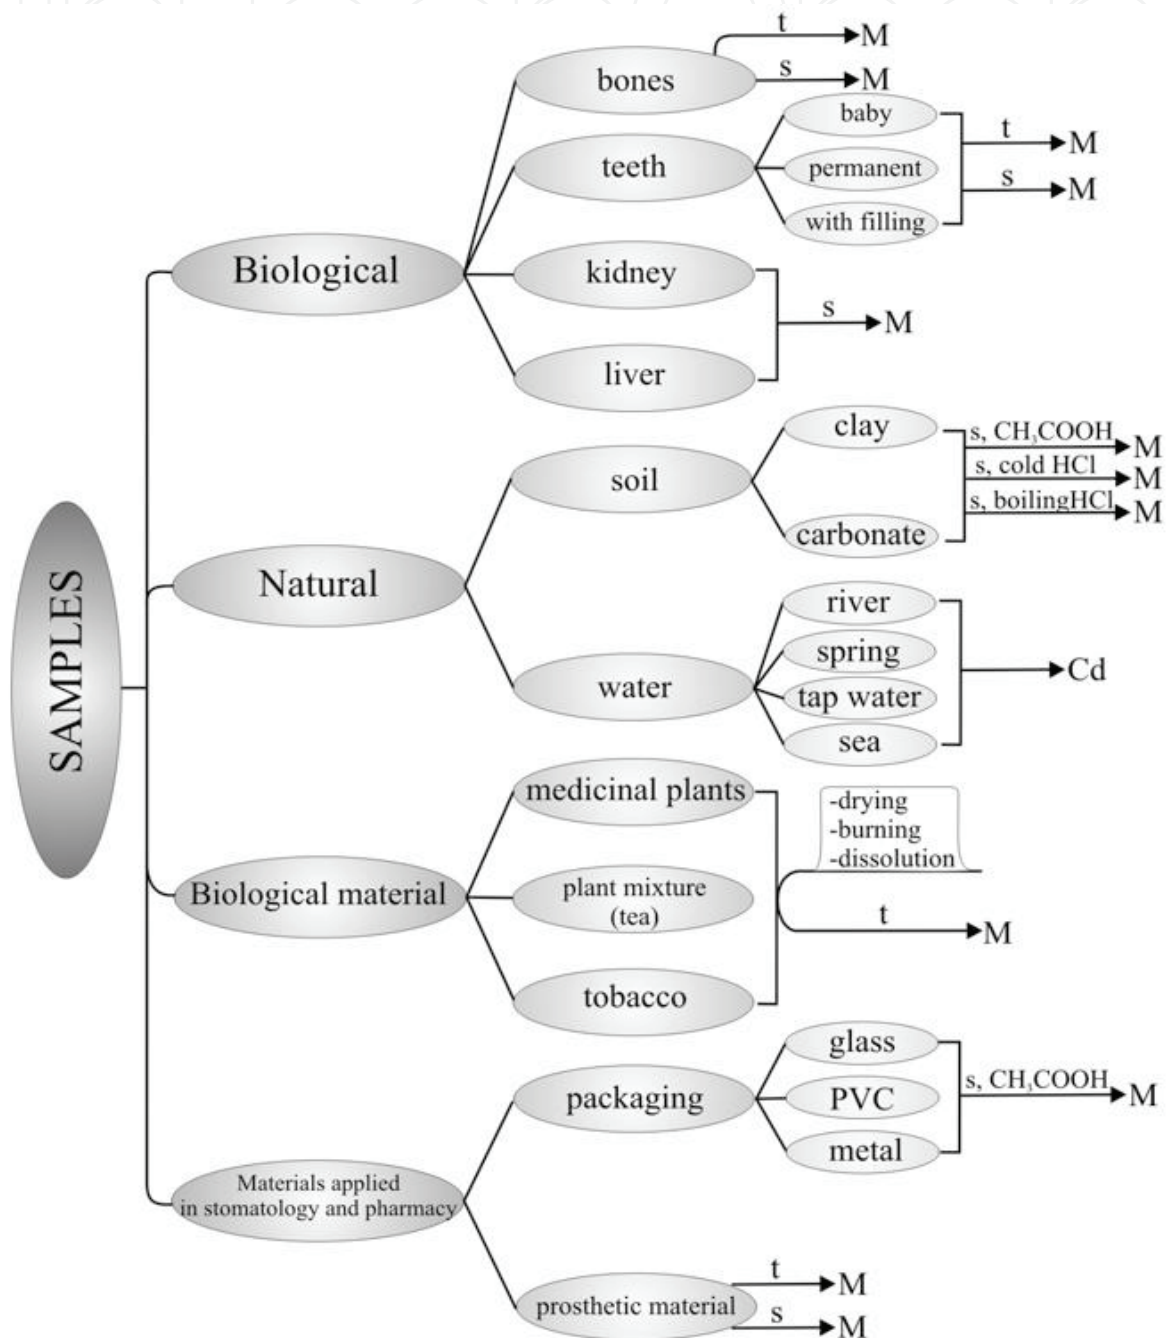 SAMPLES
Biological
bones
t
M
s
M
teeth
baby
permanent
with filling
t
M
s
M
kidney
liver
s
M
Natural
soil
clay
carbonate
s, CH₃COOH
M
s, cold HCl
M
s, boilingHCl
M
water
river
spring
tap water
sea
Cd
Biological material
medicinal plants
plant mixture
(tea)
tobacco
-drying
-burning
-dissolution
t
M
Materials applied
in stomatology and pharmacy
packaging
glass
PVC
metal
s, CH₃COOH
M
prosthetic material
t
M
s
M